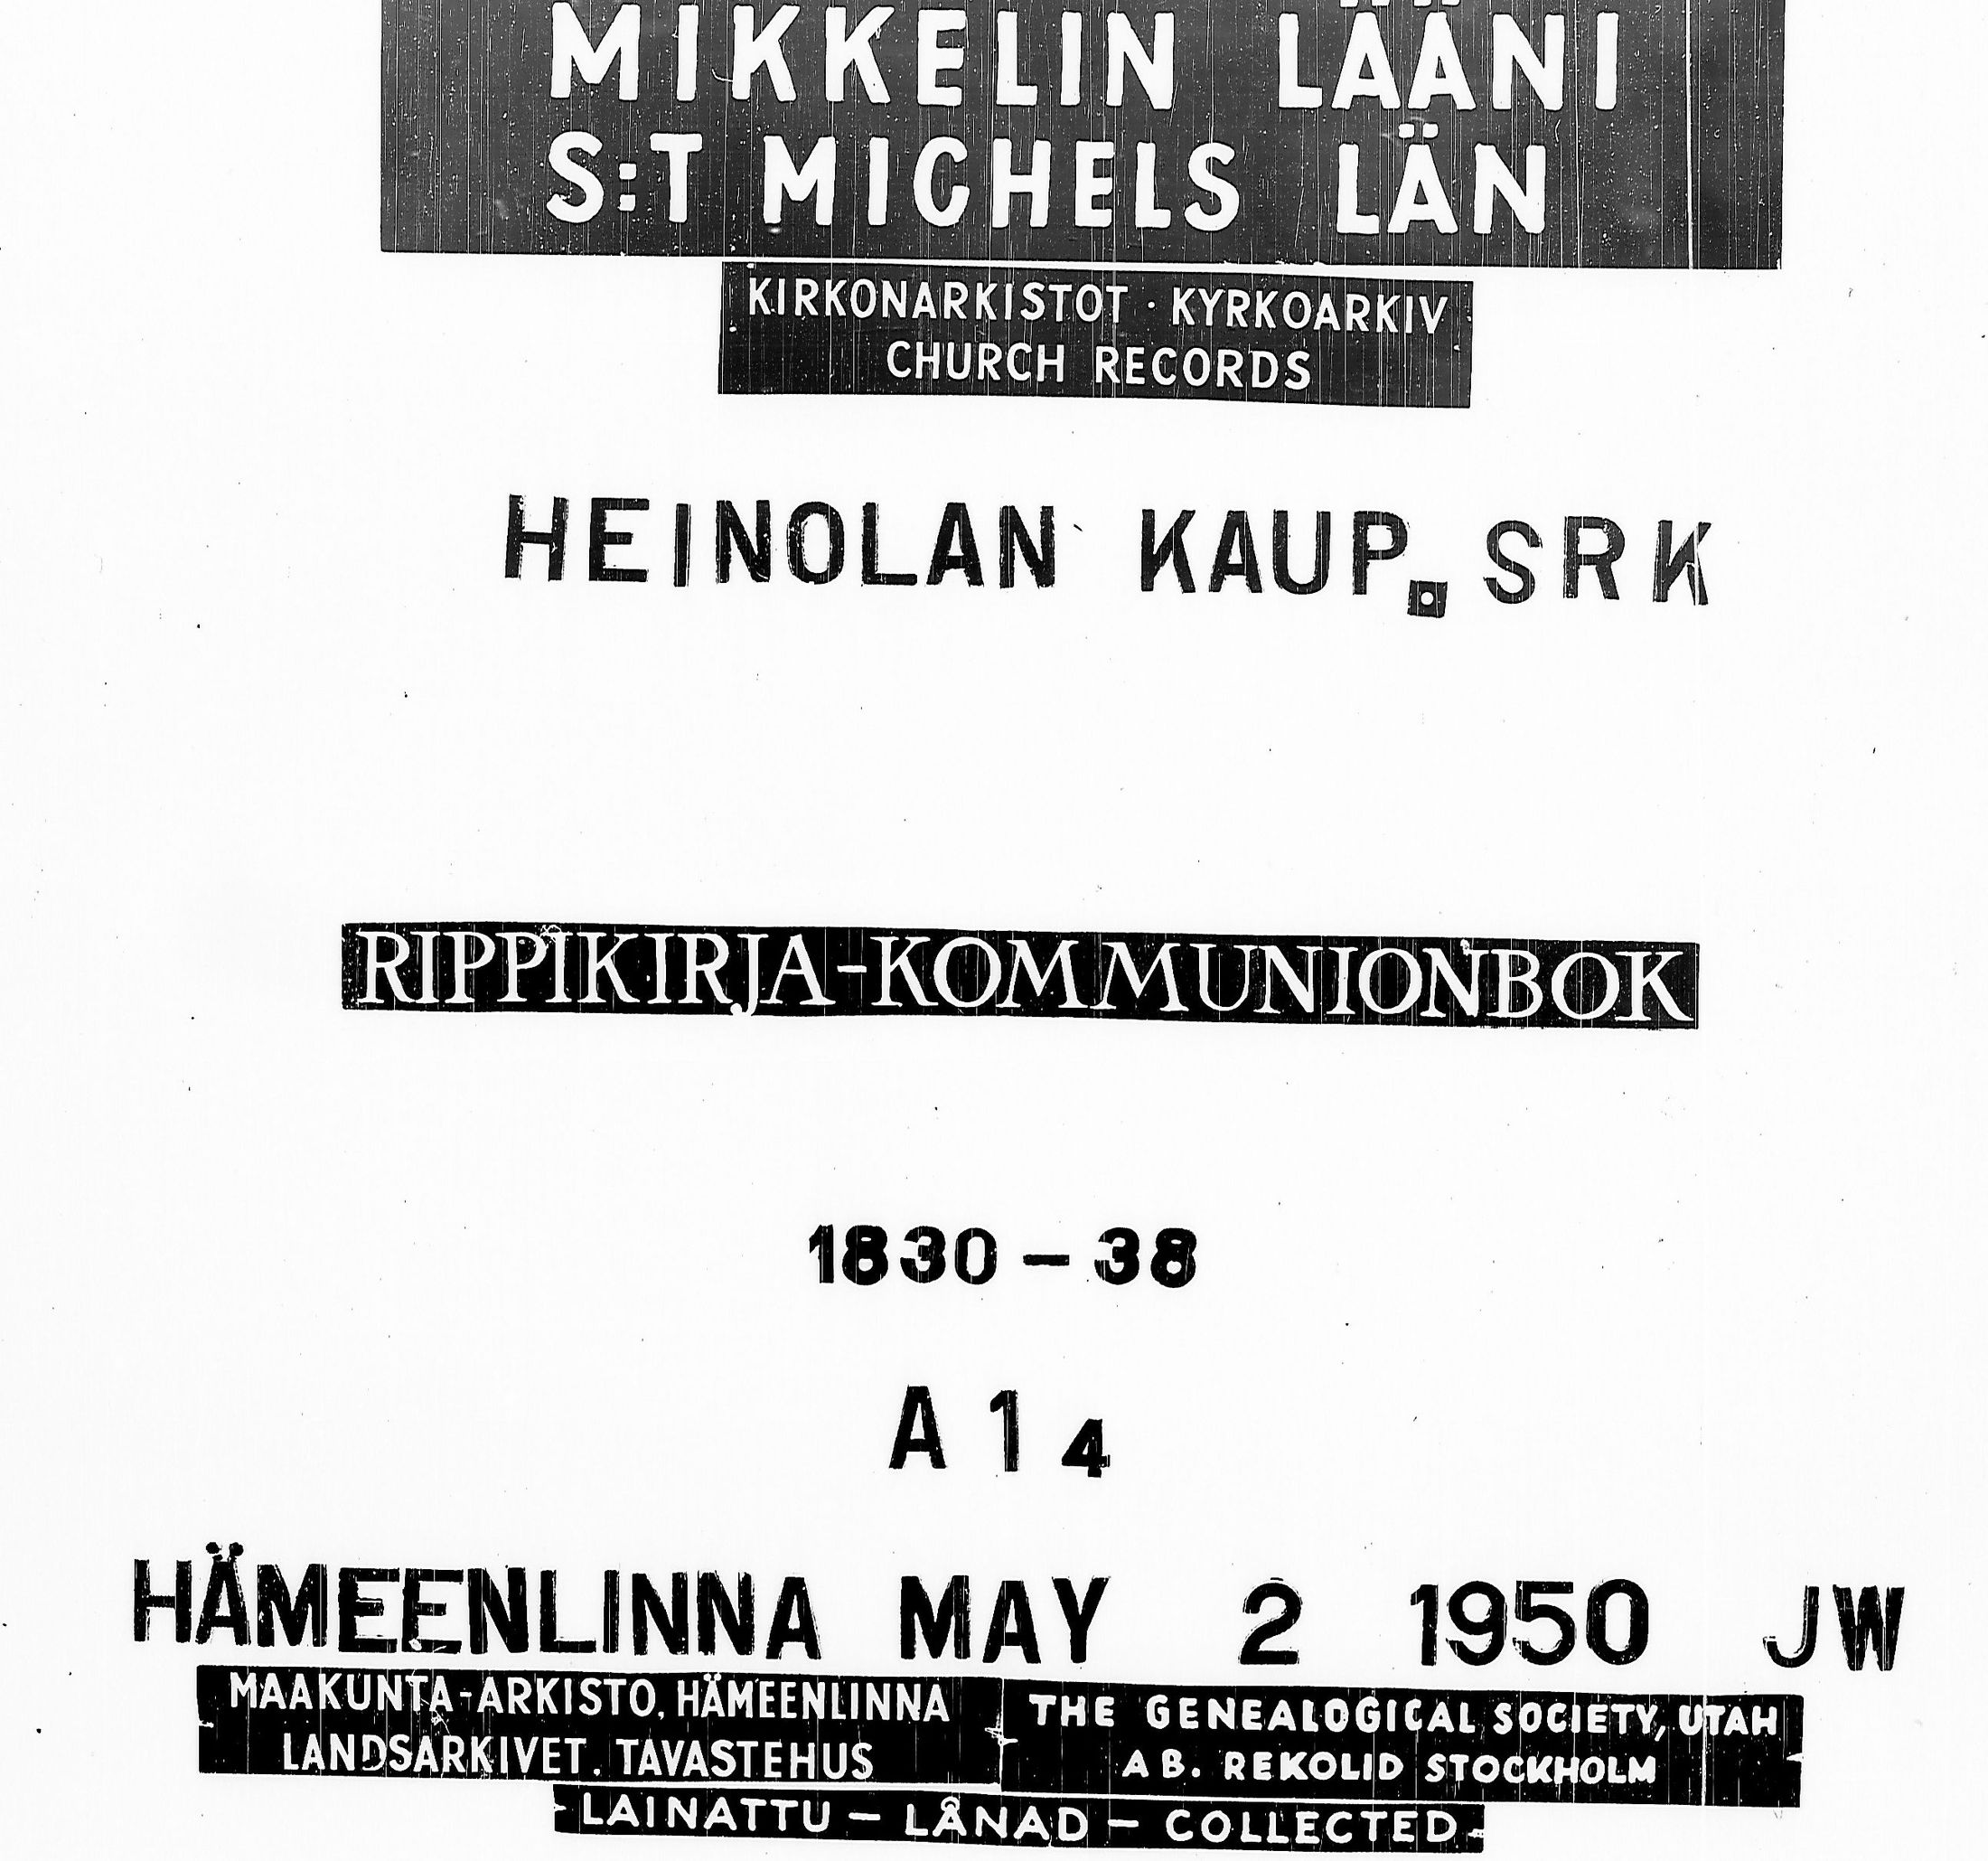 MIKKELIN LÄÄNI
S:T MICHELS LÄN
KIRKONARKISTOT · KYRKOARKIV
CHURCH RECORDS
HEINOLAN KAUP. SRK
RIPPIKIRJA-KOMMUNIONBOK
1830 – 38
A 1 4
HÄMEENLINNA MAY 2 1950 JW
MAAKUNTA-ARKISTO, HÄMEENLINNA
LANDSARKIVET, TAVASTEHUS
THE GENEALOGICAL SOCIETY, UTAH
AB. REKOLID STOCKHOLM
LAINATTU – LÅNAD – COLLECTED